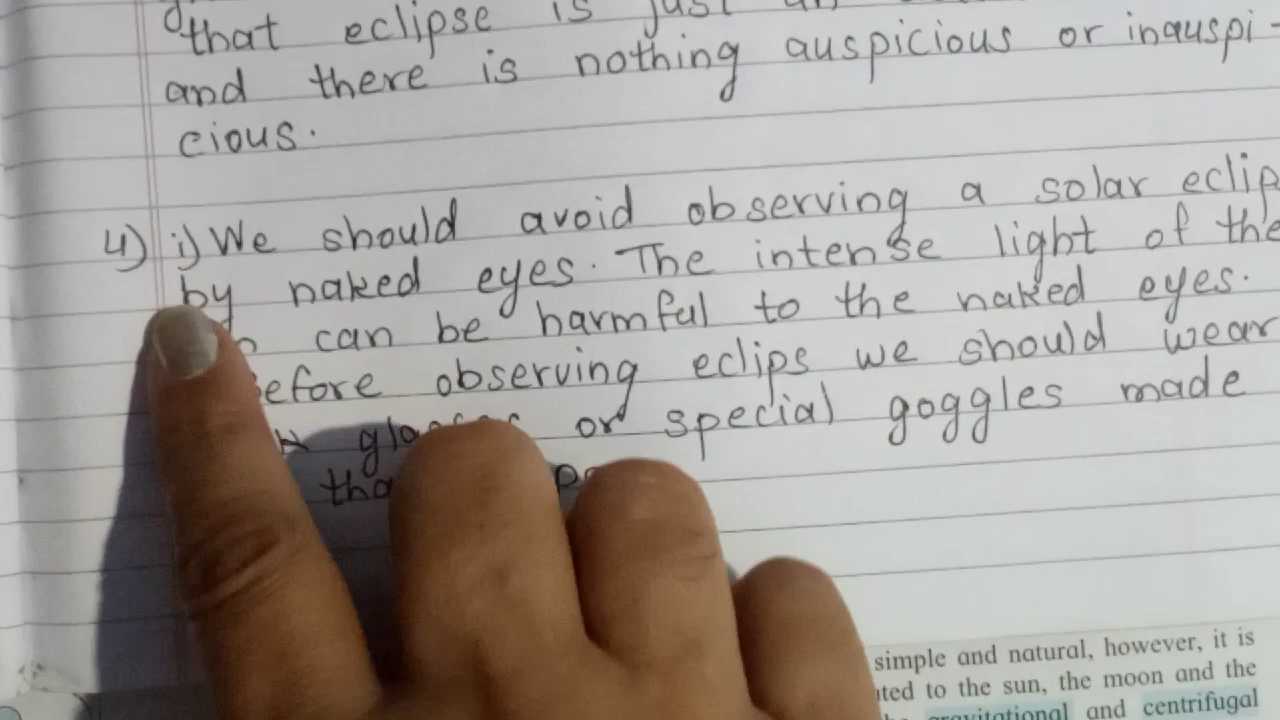 that eclipse is just
and there is nothing auspicious or inauspi-
cious.
4) i) We should avoid observing a solar eclip
by naked eyes. The intense light of the
can be harmful to the naked eyes.
efore observing eclips we should wear
or special goggles made
simple and natural, however, it is
ted to the sun, the moon and the
gravitational and centrifugal